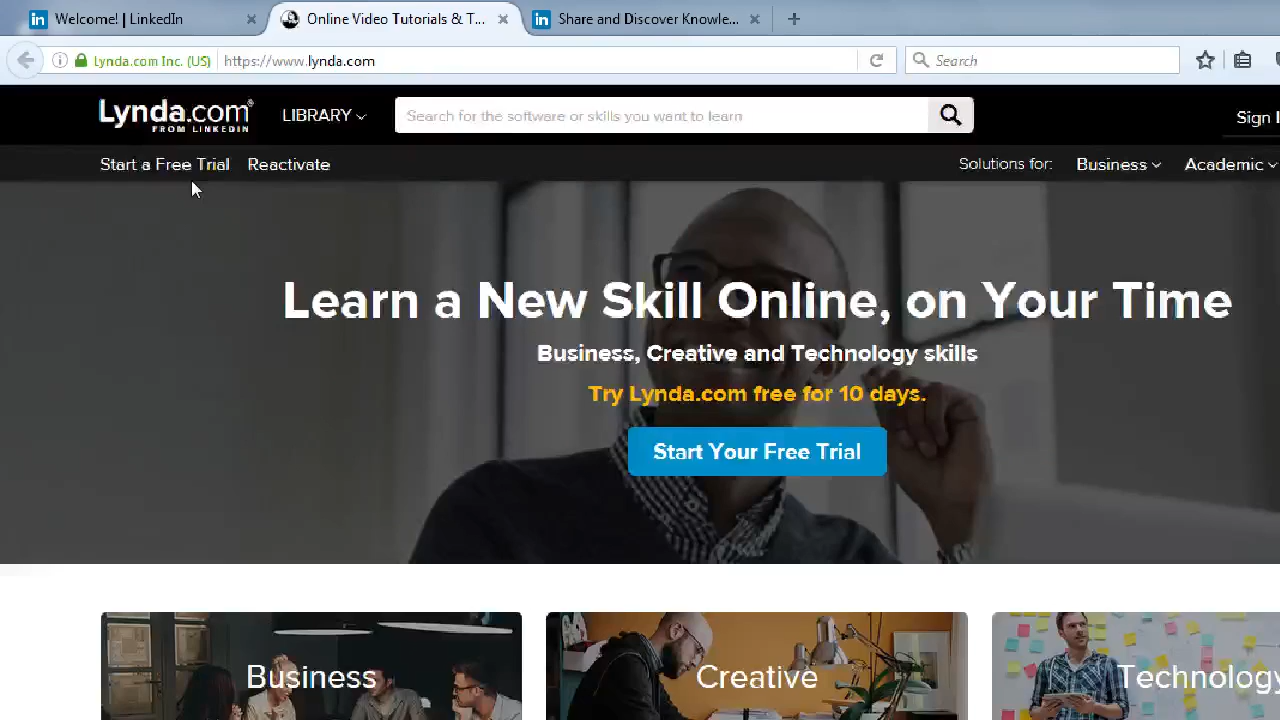 Welcome! | LinkedIn
Online Video Tutorials & T...
Share and Discover Knowle...
Lynda.com Inc. (US)
https://www.lynda.com
Search
Lynda.com®
FROM LINKEDIN
LIBRARY
Search for the software or skills you want to learn
Sign I
Start a Free Trial
Reactivate
Solutions for:
Business
Academic
Learn a New Skill Online, on Your Time
Business, Creative and Technology skills
Try Lynda.com free for 10 days.
Start Your Free Trial
Business
Creative
Technology